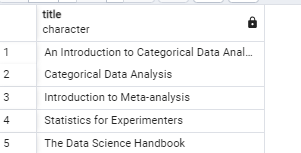 title
character
1 An Introduction to Categorical Data Anal...
2 Categorical Data Analysis
3 Introduction to Meta-analysis
4 Statistics for Experimenters
5 The Data Science Handbook